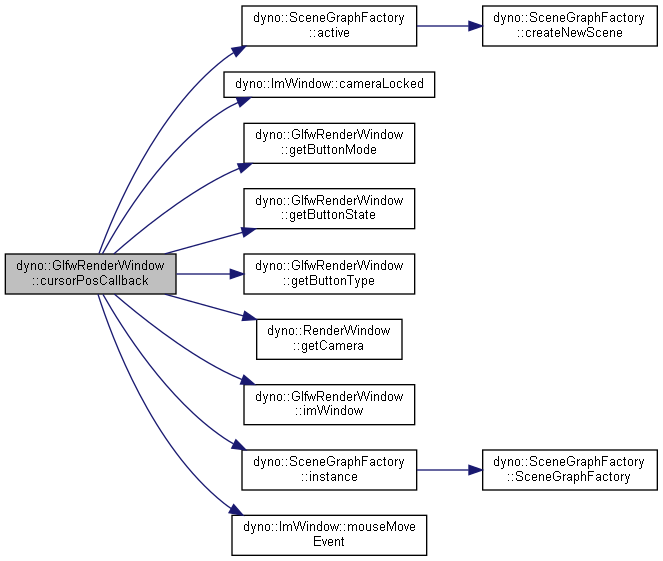 dyno::SceneGraphFactory
::active
dyno::SceneGraphFactory
::createNewScene
dyno::ImWindow::cameraLocked
dyno::GlfwRenderWindow
::getButtonMode
dyno::GlfwRenderWindow
::getButtonState
dyno::GlfwRenderWindow
::cursorPosCallback
dyno::GlfwRenderWindow
::getButtonType
dyno::RenderWindow
::getCamera
dyno::GlfwRenderWindow
::imWindow
dyno::SceneGraphFactory
::instance
dyno::SceneGraphFactory
::SceneGraphFactory
dyno::ImWindow::mouseMove
Event